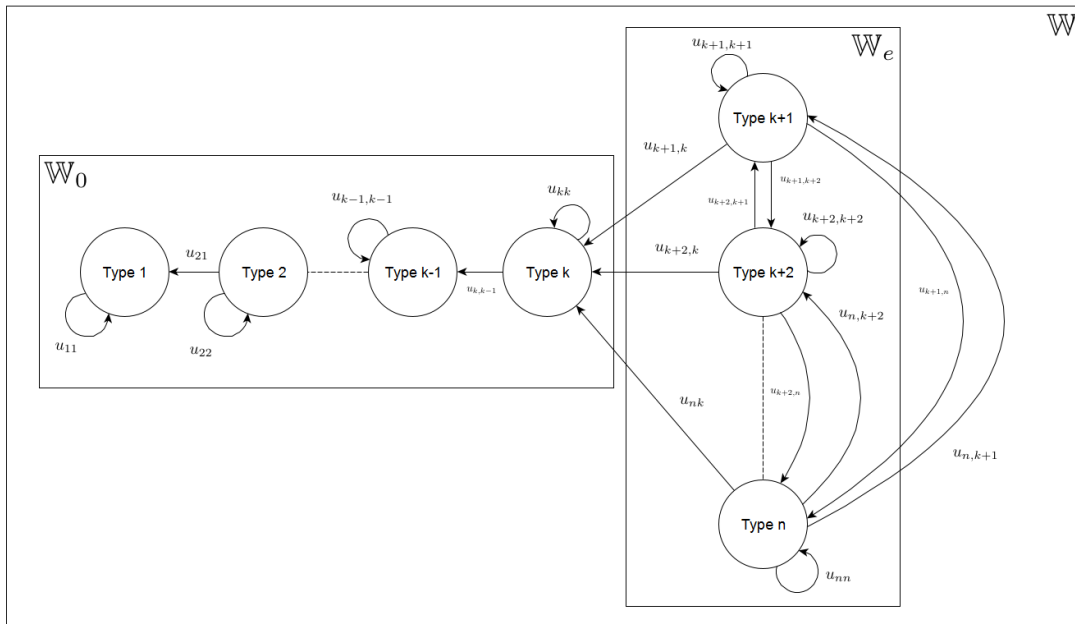 𝕎
𝕎ₑ
u_{k+1,k+1}
Type k+1
u_{k+1,k}
𝕎₀
u_{k+1,k+2}
u_{k-1,k-1}
u_{kk}
u_{k+2,k+1}
u_{k+2,k+2}
u_{21}
u_{k+2,k}
Type 1
Type 2
Type k-1
Type k
Type k+2
u_{k,k-1}
u_{k+1,n}
u_{n,k+2}
u_{11}
u_{22}
u_{k+2,n}
u_{nk}
u_{n,k+1}
Type n
u_{nn}